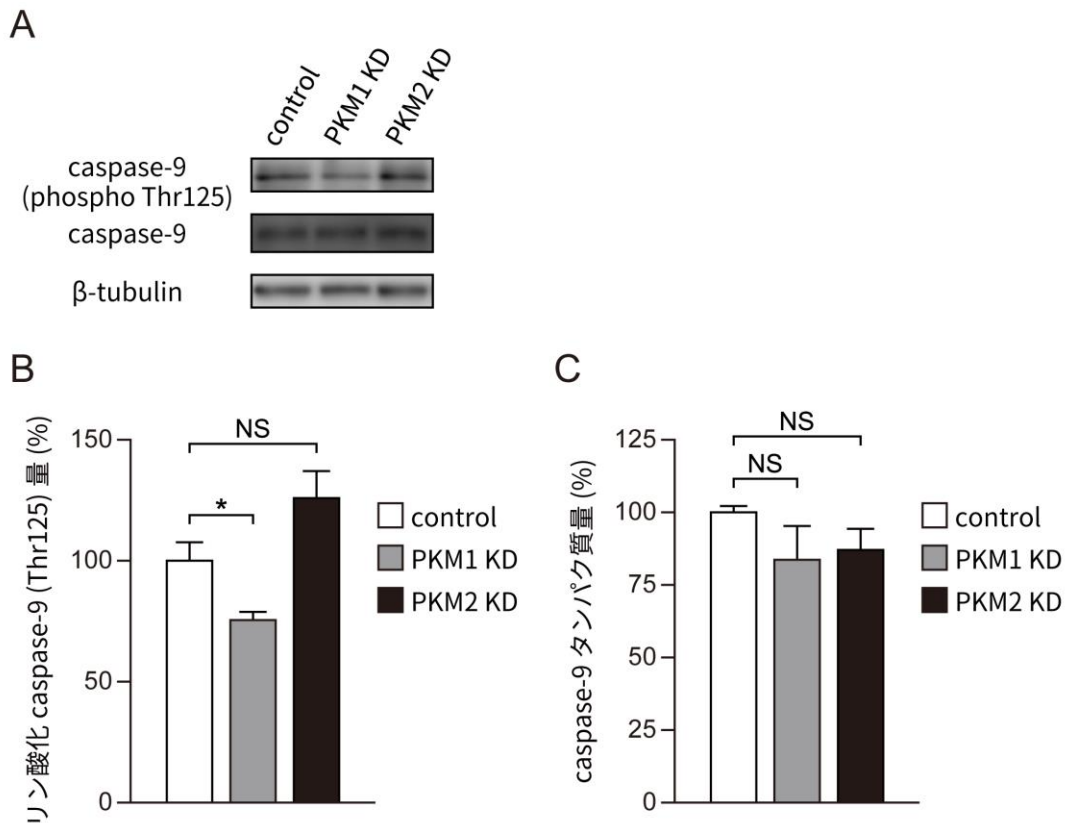 A
control
PKM1 KD
PKM2 KD
caspase-9
(phospho Thr125)
caspase-9
β-tubulin
B
リン酸化 caspase-9 (Thr125) 量 (%)
150
100
50
0
NS
*
control
PKM1 KD
PKM2 KD
C
caspase-9 タンパク質量 (%)
125
100
75
50
25
0
NS
NS
control
PKM1 KD
PKM2 KD